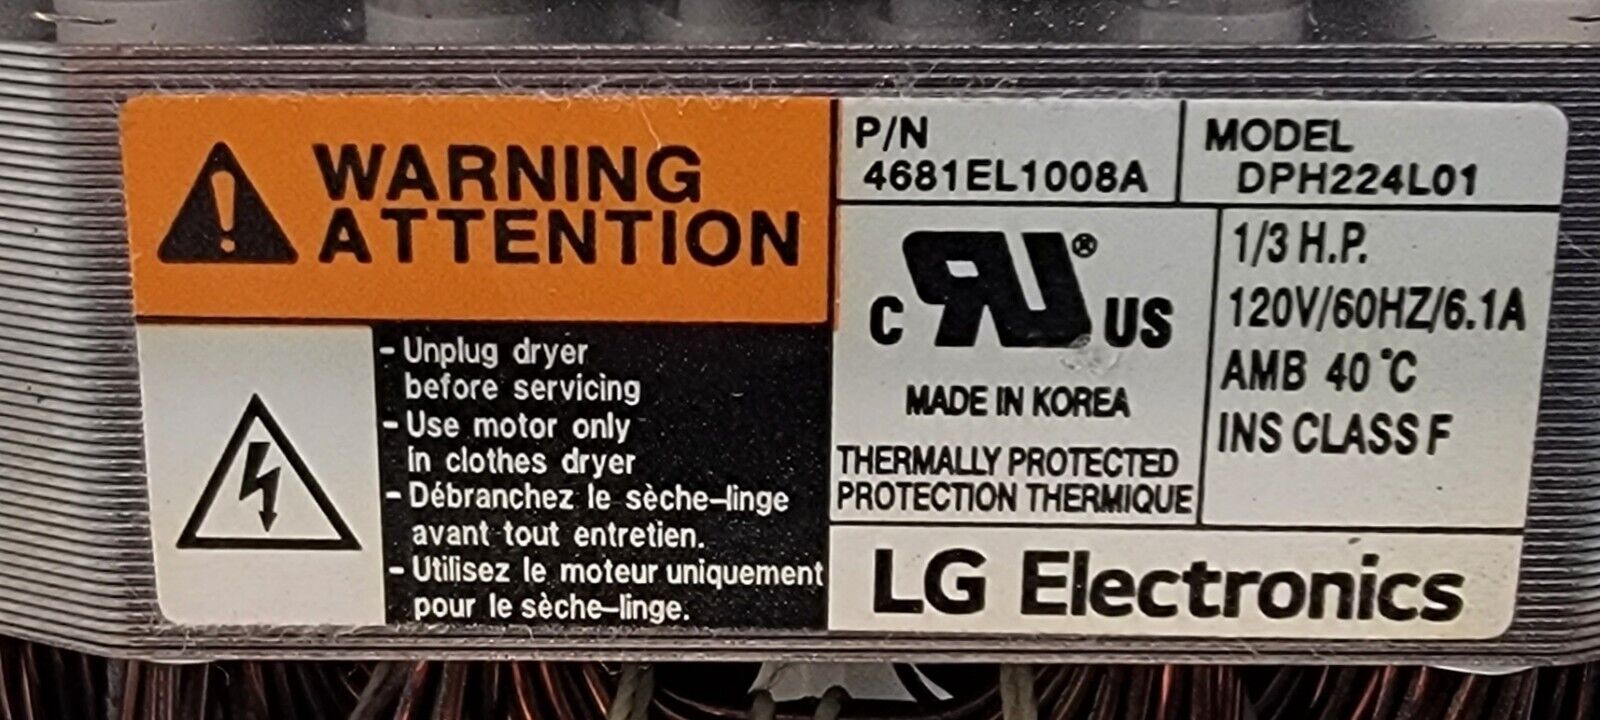 WARNING
ATTENTION
- Unplug dryer
before servicing
- Use motor only
In clothes dryer
- Débranchez le sèche-linge
avant tout entretien.
- Utilisez le moteur uniquement
pour le sèche-linge.
P/N
4681EL1008A
MODEL
DPH224L01
C RU® US
MADE IN KOREA
THERMALLY PROTECTED
PROTECTION THERMIQUE
1/3 H.P.
120V/60HZ/6.1A
AMB 40 °C
INS CLASS F
LG Electronics